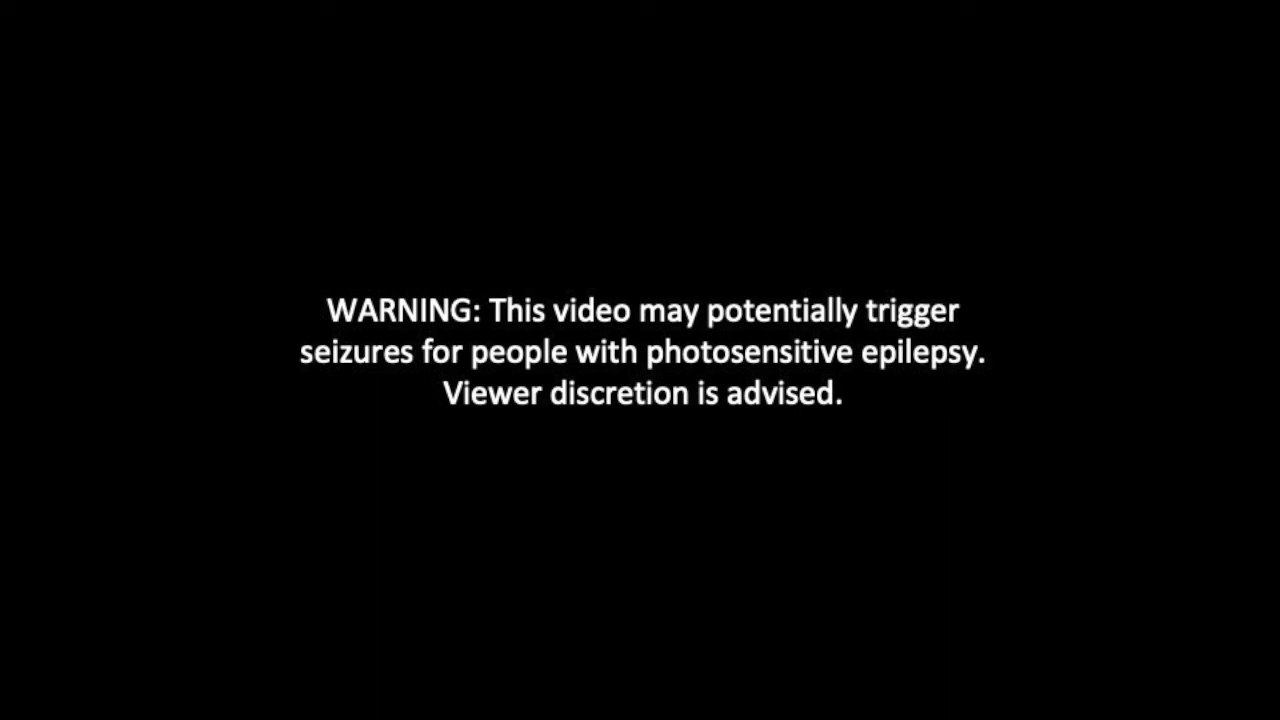 WARNING: This video may potentially trigger
seizures for people with photosensitive epilepsy.
Viewer discretion is advised.